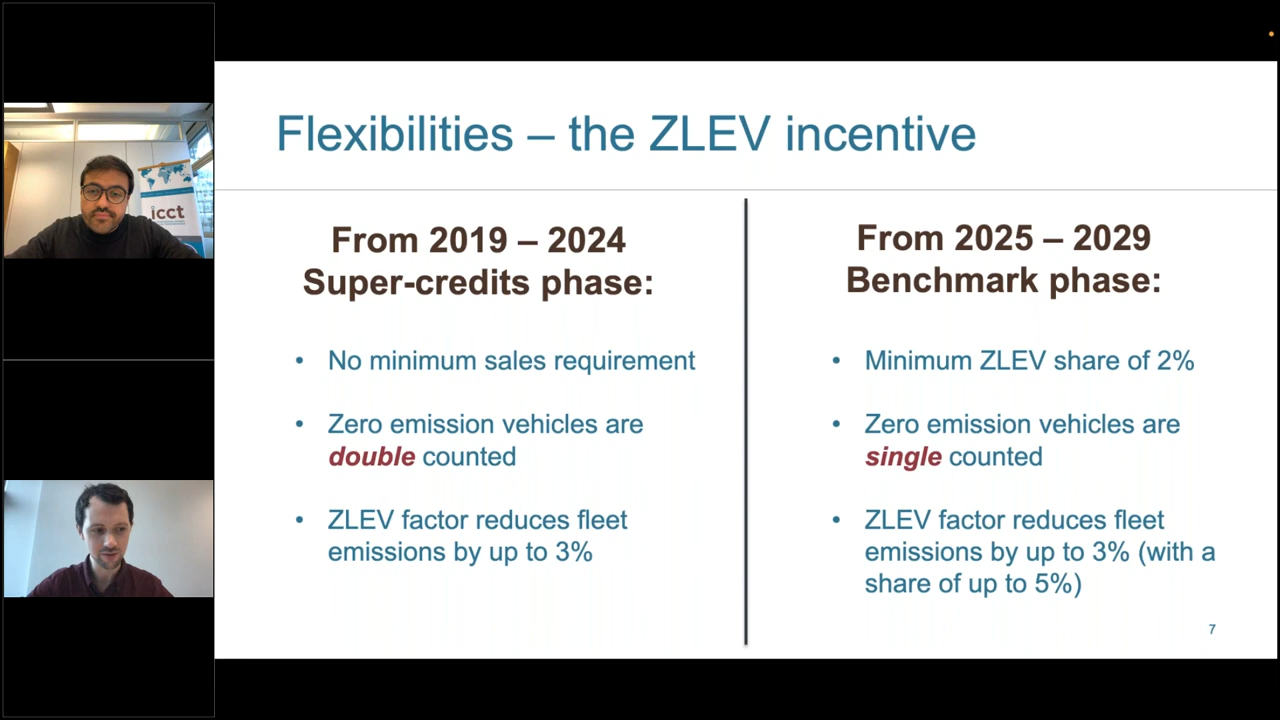 icct
Flexibilities – the ZLEV incentive
From 2019 – 2024
Super-credits phase:
• No minimum sales requirement
• Zero emission vehicles are
double counted
• ZLEV factor reduces fleet
emissions by up to 3%
From 2025 – 2029
Benchmark phase:
• Minimum ZLEV share of 2%
• Zero emission vehicles are
single counted
• ZLEV factor reduces fleet
emissions by up to 3% (with a
share of up to 5%)
7